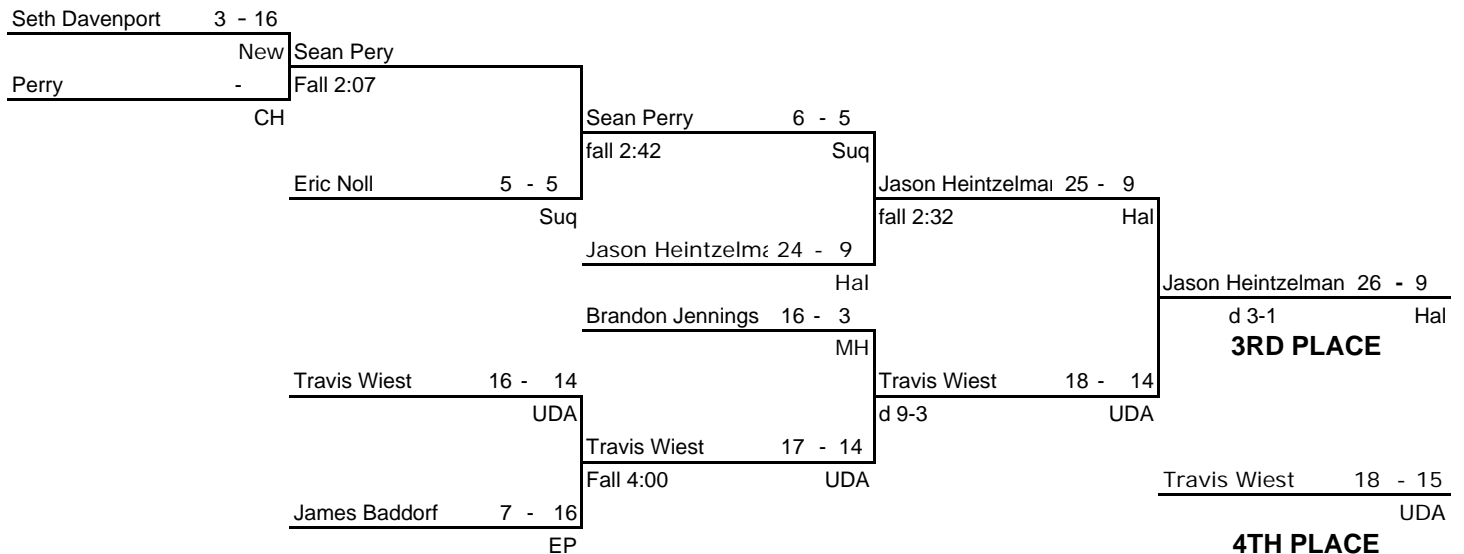 Seth Davenport 3 - 16
New Sean Pery
Perry - Fall 2:07
CH Sean Perry 6 - 5
fall 2:42 Suq
Eric Noll 5 - 5 Jason Heintzelma 25 - 9
Suq fall 2:32 Hal
Jason Heintzelma 24 - 9
Hal Jason Heintzelman 26 - 9
Brandon Jennings 16 - 3 d 3-1 Hal
MH 3RD PLACE
Travis Wiest 16 - 14 Travis Wiest 18 - 14
UDA d 9-3 UDA
Travis Wiest 17 - 14
Fall 4:00 UDA Travis Wiest 18 - 15
James Baddorf 7 - 16 UDA
EP 4TH PLACE